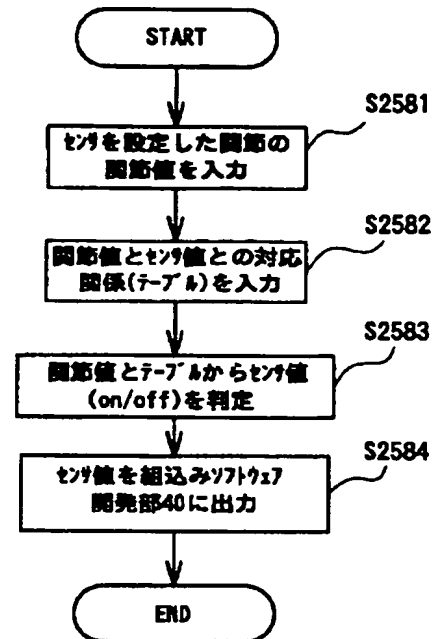 START
S2581
センサを設定した関節の
関節値を入力
S2582
関節値とセンサ値との対応
関係(テーブル)を入力
S2583
関節値とテーブルからセンサ値
(on/off)を判定
S2584
センサ値を組込みソフトウェア
開発部40に出力
END